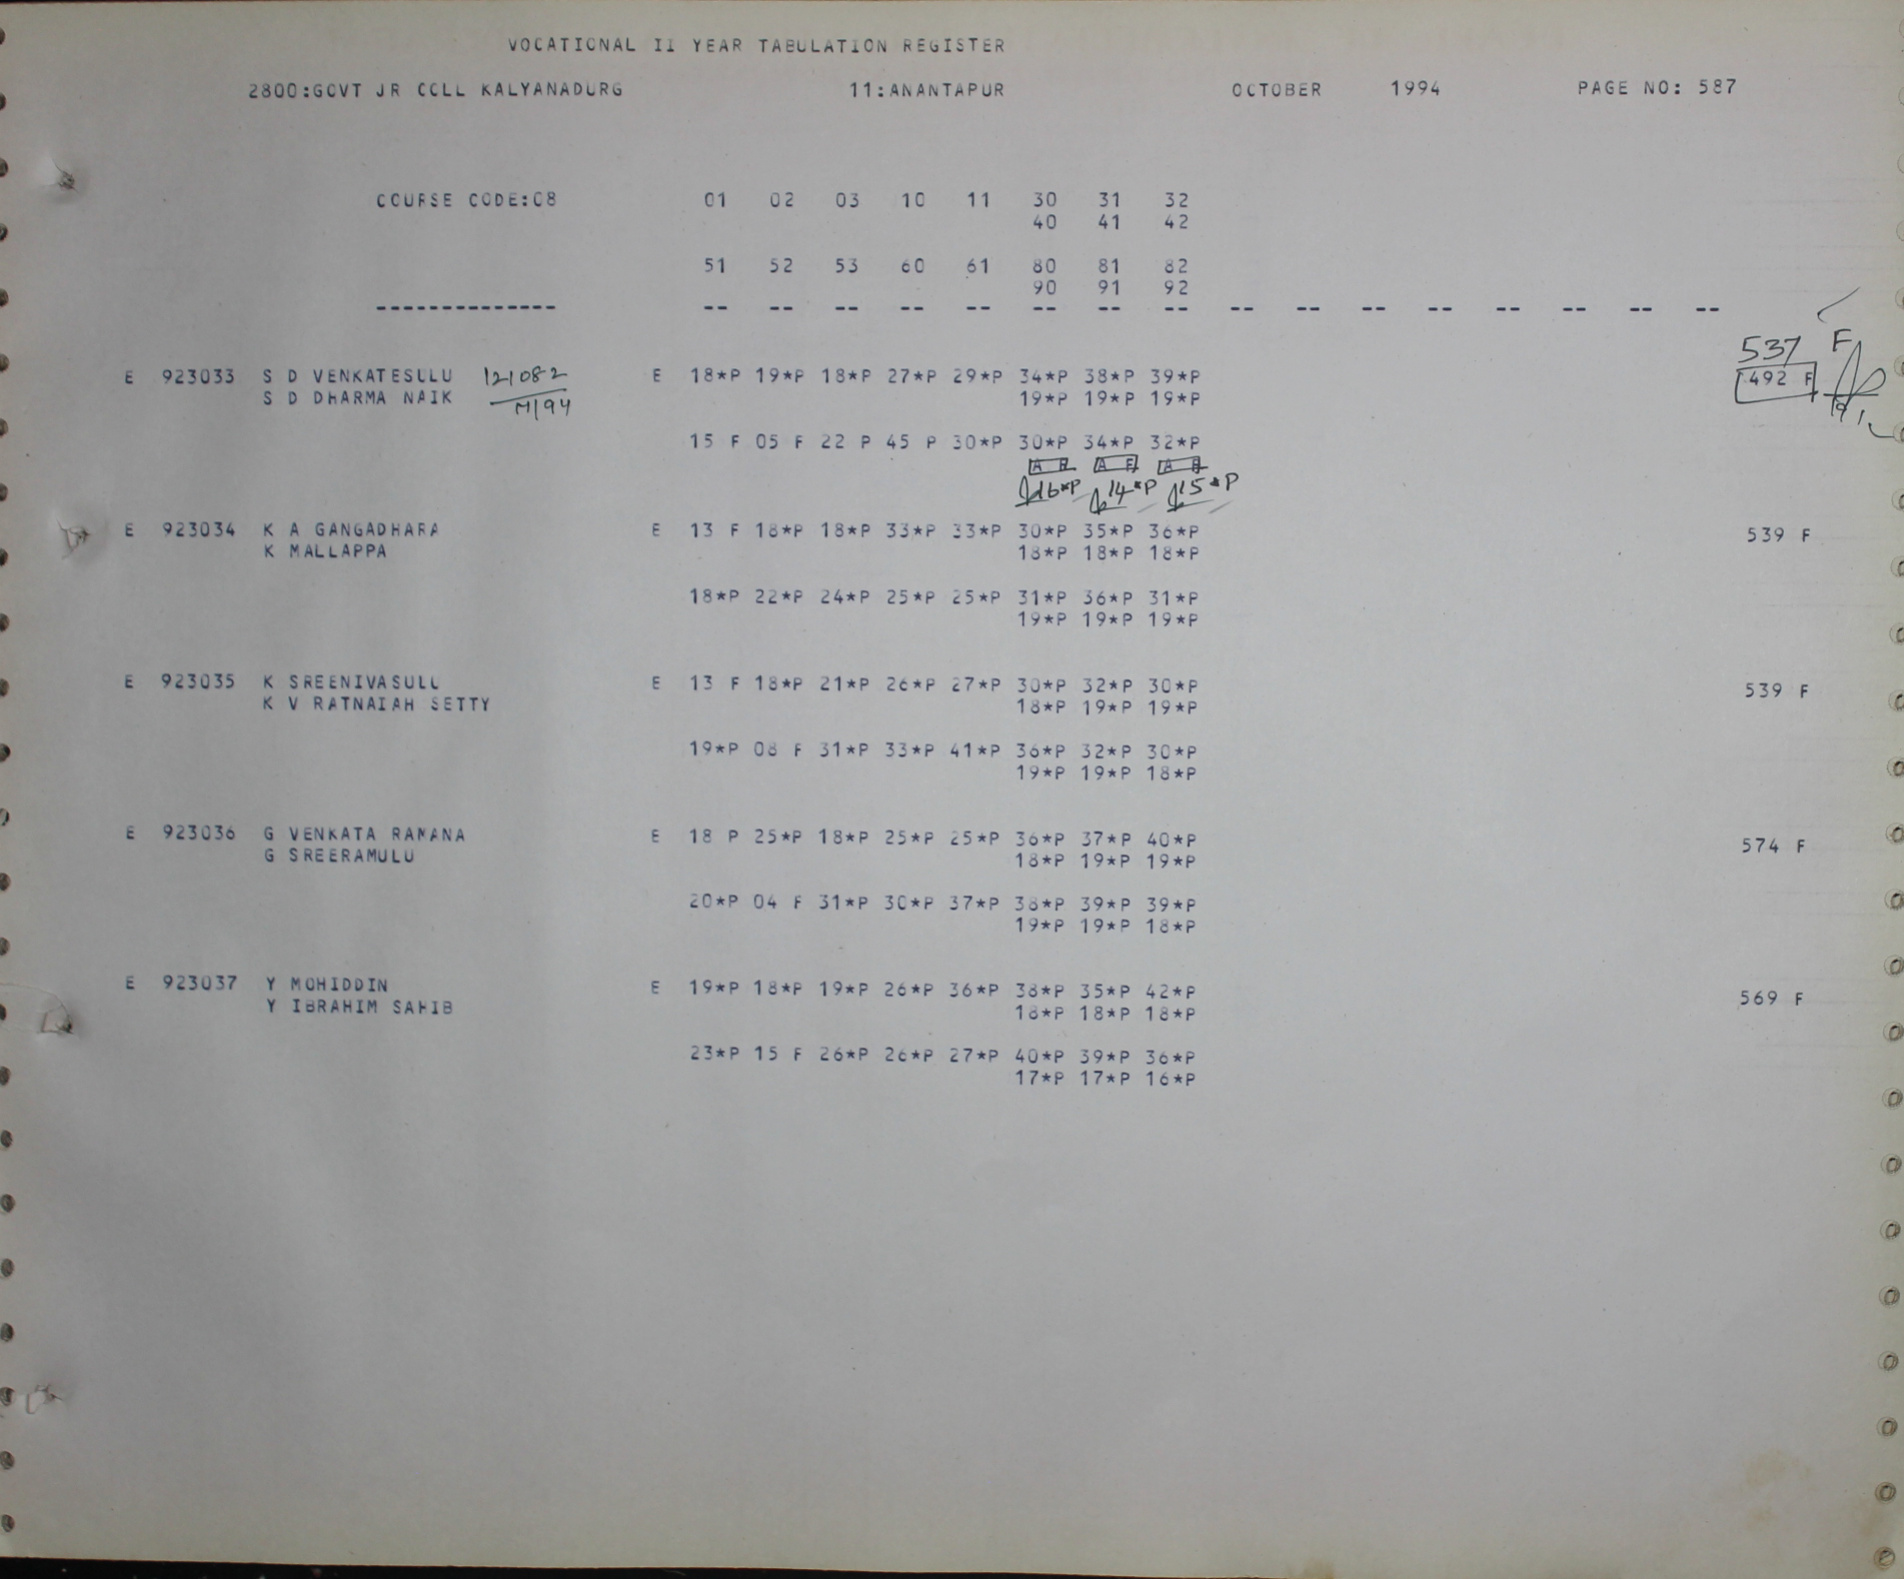 VOCATIONAL II YEAR TABULATION REGISTER
2800:GOVT JR COLL KALYANADURG 11:ANANTAPUR OCTOBER 1994 PAGE NO: 587
COURSE CODE:08 01 02 03 10 11 30 31 32
40 41 42
51 52 53 60 61 80 81 82
90 91 92
-------------- -- -- -- -- -- -- -- -- -- -- -- -- -- -- -- --
537 F
E 923033 S D VENKATESULU 121082 E 18*P 19*P 18*P 27*P 29*P 34*P 38*P 39*P 492 F
S D DHARMA NAIK M/94 19*P 19*P 19*P
15 F 05 F 22 P 45 P 30*P 30*P 34*P 32*P
A F A F A F
16*P 14*P 15*P
E 923034 K A GANGADHARA E 13 F 18*P 18*P 33*P 33*P 30*P 35*P 36*P 539 F
K MALLAPPA 18*P 18*P 18*P
18*P 22*P 24*P 25*P 25*P 31*P 36*P 31*P
19*P 19*P 19*P
E 923035 K SREENIVASULU E 13 F 18*P 21*P 26*P 27*P 30*P 32*P 30*P 539 F
K V RATNAIAH SETTY 18*P 19*P 19*P
19*P 08 F 31*P 33*P 41*P 36*P 32*P 30*P
19*P 19*P 18*P
E 923036 G VENKATA RAMANA E 18 P 25*P 18*P 25*P 25*P 36*P 37*P 40*P 574 F
G SREERAMULU 18*P 19*P 19*P
20*P 04 F 31*P 30*P 37*P 38*P 39*P 39*P
19*P 19*P 18*P
E 923037 Y MOHIDDIN E 19*P 18*P 19*P 26*P 36*P 38*P 35*P 42*P 569 F
Y IBRAHIM SAHIB 18*P 18*P 18*P
23*P 15 F 26*P 26*P 27*P 40*P 39*P 36*P
17*P 17*P 16*P